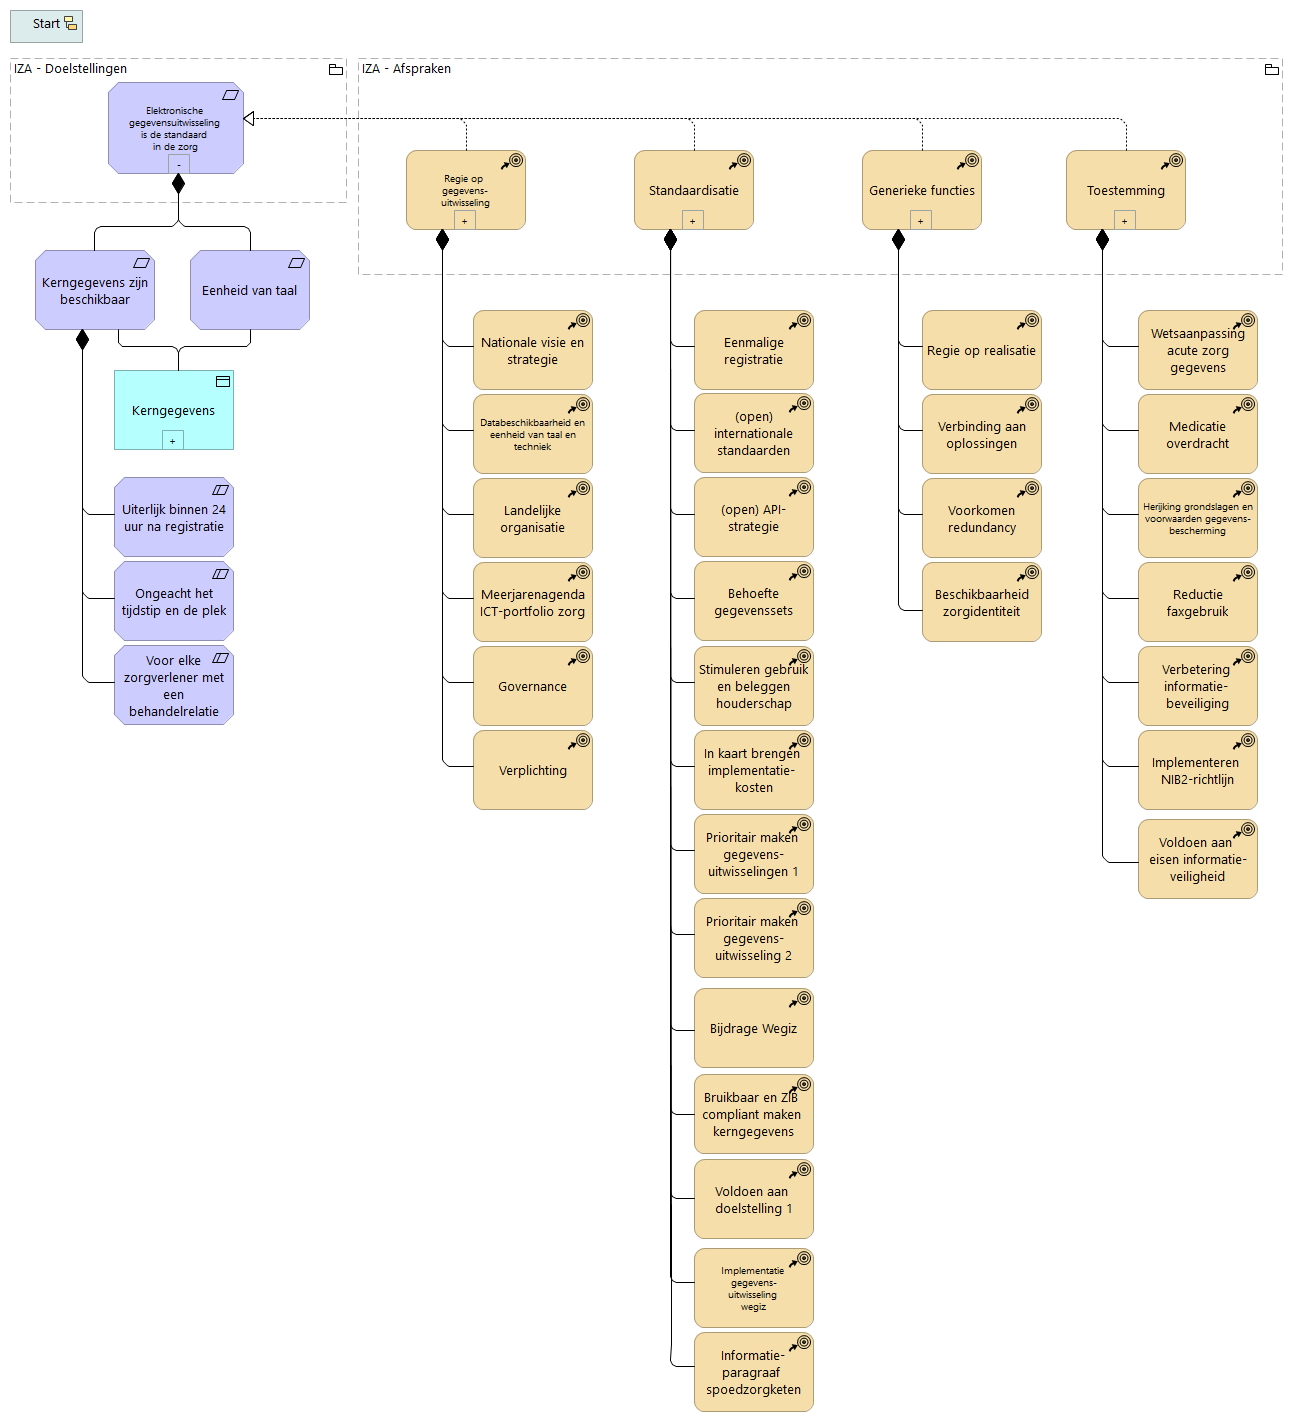 Start
IZA - Doelstellingen
Elektronische
gegevensuitwisseling
is de standaard
in de zorg
-
Kerngegevens zijn
beschikbaar
Eenheid van taal
Kerngegevens
+
Uiterlijk binnen 24
uur na registratie
Ongeacht het
tijdstip en de plek
Voor elke
zorgverlener met
een
behandelrelatie
IZA - Afspraken
Regie op
gegevens-
uitwisseling
+
Nationale visie en
strategie
Databeschikbaarheid en
eenheid van taal en
techniek
Landelijke
organisatie
Meerjarenagenda
ICT-portfolio zorg
Governance
Verplichting
Standaardisatie
+
Eenmalige
registratie
(open)
internationale
standaarden
(open) API-
strategie
Behoefte
gegevenssets
Stimuleren gebruik
en beleggen
houderschap
In kaart brengen
implementatie-
kosten
Prioritair maken
gegevens-
uitwisselingen 1
Prioritair maken
gegevens-
uitwisseling 2
Bijdrage Wegiz
Bruikbaar en ZIB
compliant maken
kerngegevens
Voldoen aan
doelstelling 1
Implementatie
gegevens-
uitwisseling
wegiz
Informatie-
paragraaf
spoedzorgketen
Generieke functies
+
Regie op realisatie
Verbinding aan
oplossingen
Voorkomen
redundancy
Beschikbaarheid
zorgidentiteit
Toestemming
+
Wetsaanpassing
acute zorg
gegevens
Medicatie
overdracht
Herijking grondslagen en
voorwaarden gegevens-
bescherming
Reductie
faxgebruik
Verbetering
informatie-
beveiliging
Implementeren
NIB2-richtlijn
Voldoen aan
eisen informatie-
veiligheid